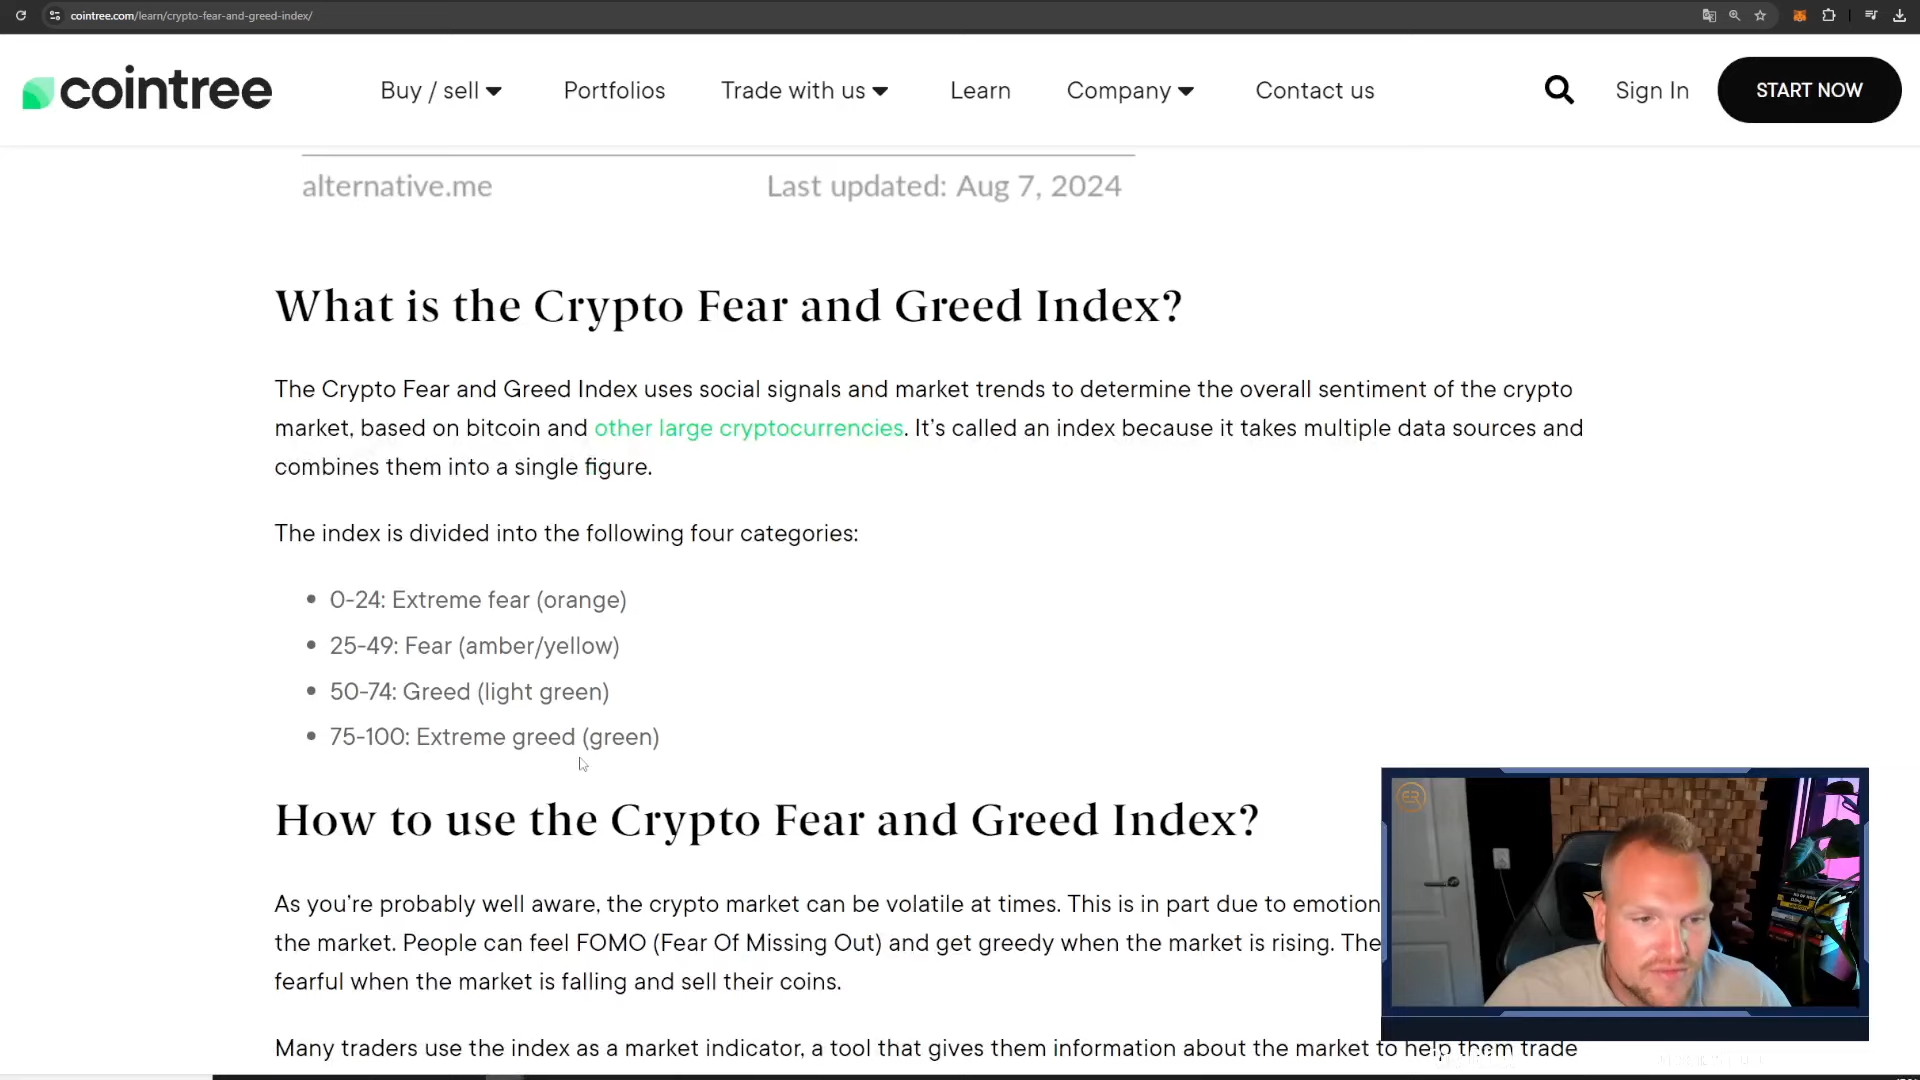 cointree.com/learn/crypto-fear-and-greed-index/
cointree
Buy / sell
Portfolios
Trade with us
Learn
Company
Contact us
Sign In
START NOW
alternative.me
Last updated: Aug 7, 2024
What is the Crypto Fear and Greed Index?
The Crypto Fear and Greed Index uses social signals and market trends to determine the overall sentiment of the crypto
market, based on bitcoin and other large cryptocurrencies. It’s called an index because it takes multiple data sources and
combines them into a single figure.
The index is divided into the following four categories:
• 0-24: Extreme fear (orange)
• 25-49: Fear (amber/yellow)
• 50-74: Greed (light green)
• 75-100: Extreme greed (green)
How to use the Crypto Fear and Greed Index?
As you’re probably well aware, the crypto market can be volatile at times. This is in part due to emotion
the market. People can feel FOMO (Fear Of Missing Out) and get greedy when the market is rising. The
fearful when the market is falling and sell their coins.
Many traders use the index as a market indicator, a tool that gives them information about the market to help them trade